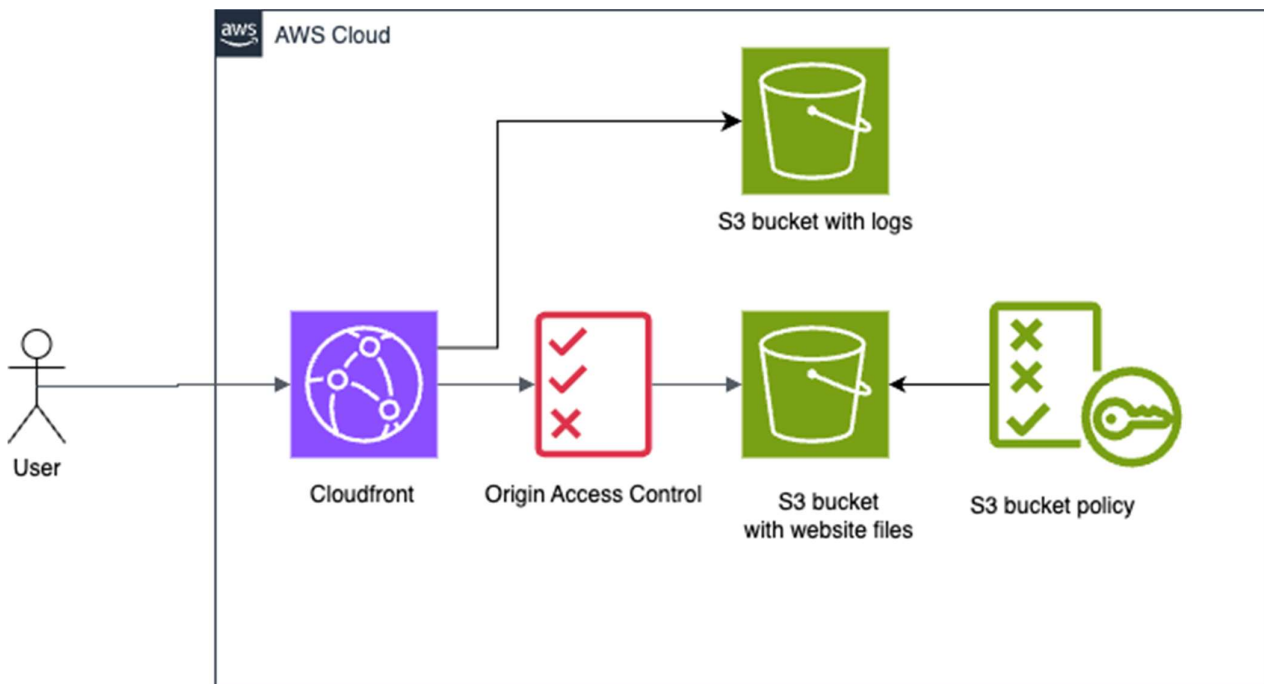 aws
AWS Cloud
S3 bucket with logs
User
Cloudfront
Origin Access Control
S3 bucket
with website files
S3 bucket policy